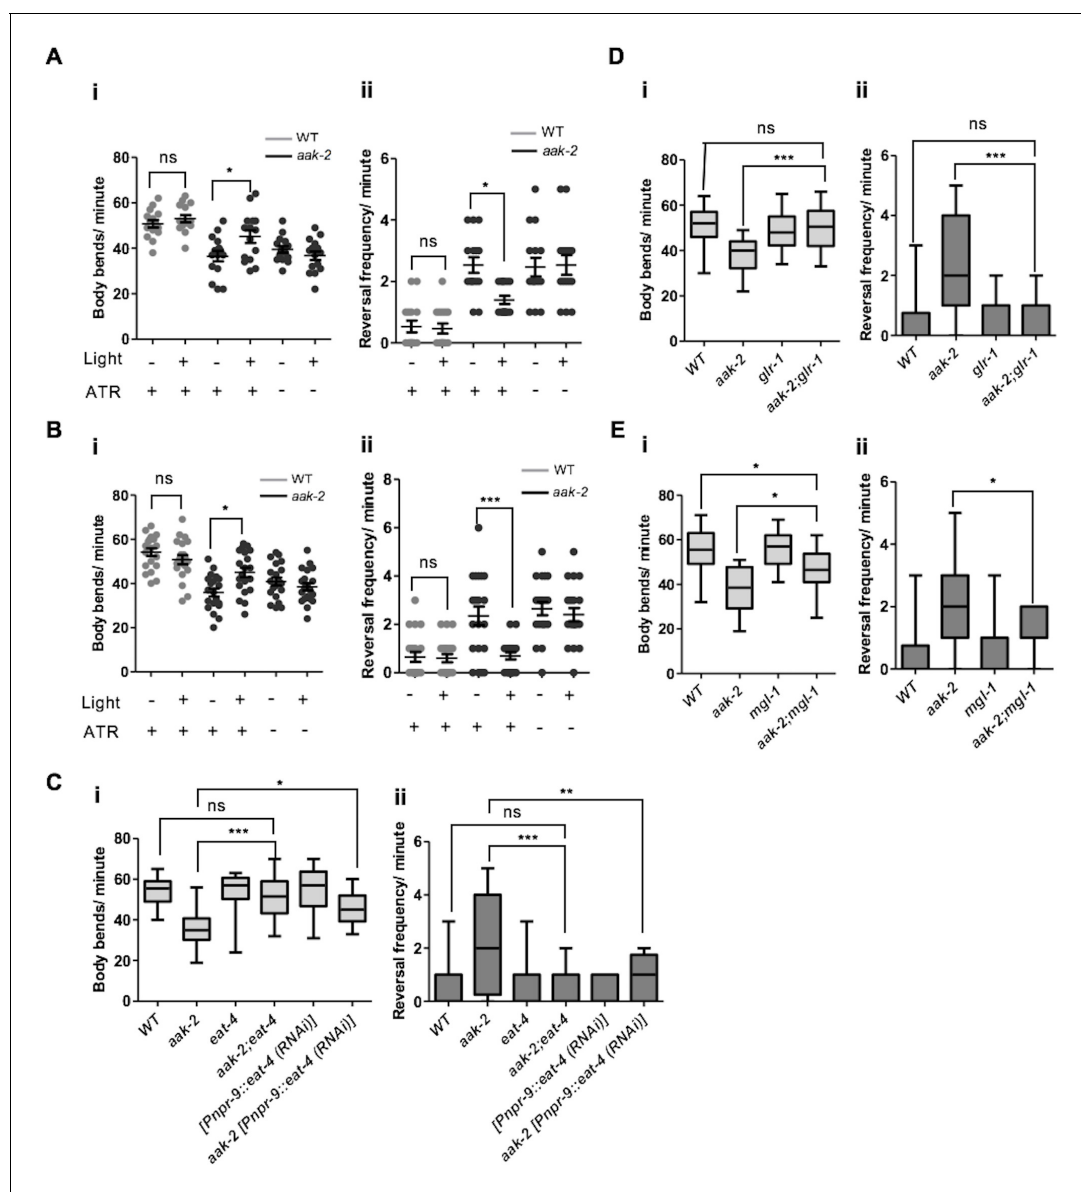 A
i
WT
aak-2
ns
*
Body bends/ minute
80
60
40
20
0
Light - + - + - +
ATR + + + + - -
ii
WT
aak-2
ns
*
Reversal frequency/ minute
6
4
2
0
- + - + - +
+ + + + - -
B
i
WT
aak-2
ns
*
Body bends/ minute
80
60
40
20
0
Light - + - + - +
ATR + + + + - -
ii
WT
aak-2
ns
***
Reversal frequency/ minute
8
6
4
2
0
- + - + - +
+ + + + - -
C
i
*
ns
***
Body bends/ minute
80
60
40
20
0
WT
aak-2
eat-4
aak-2;eat-4
[Pnpr-9::eat-4 (RNAi)]
aak-2 [Pnpr-9::eat-4 (RNAi)]
ii
**
ns
***
Reversal frequency/ minute
6
4
2
0
WT
aak-2
eat-4
aak-2;eat-4
[Pnpr-9::eat-4 (RNAi)]
aak-2 [Pnpr-9::eat-4 (RNAi)]
D
i
ns
***
Body bends/ minute
80
60
40
20
0
WT
aak-2
glr-1
aak-2;glr-1
ii
ns
***
Reversal frequency/ minute
6
4
2
0
WT
aak-2
glr-1
aak-2;glr-1
E
i
*
*
Body bends/ minute
80
60
40
20
0
WT
aak-2
mgl-1
aak-2;mgl-1
ii
*
Reversal frequency/ minute
6
4
2
0
WT
aak-2
mgl-1
aak-2;mgl-1